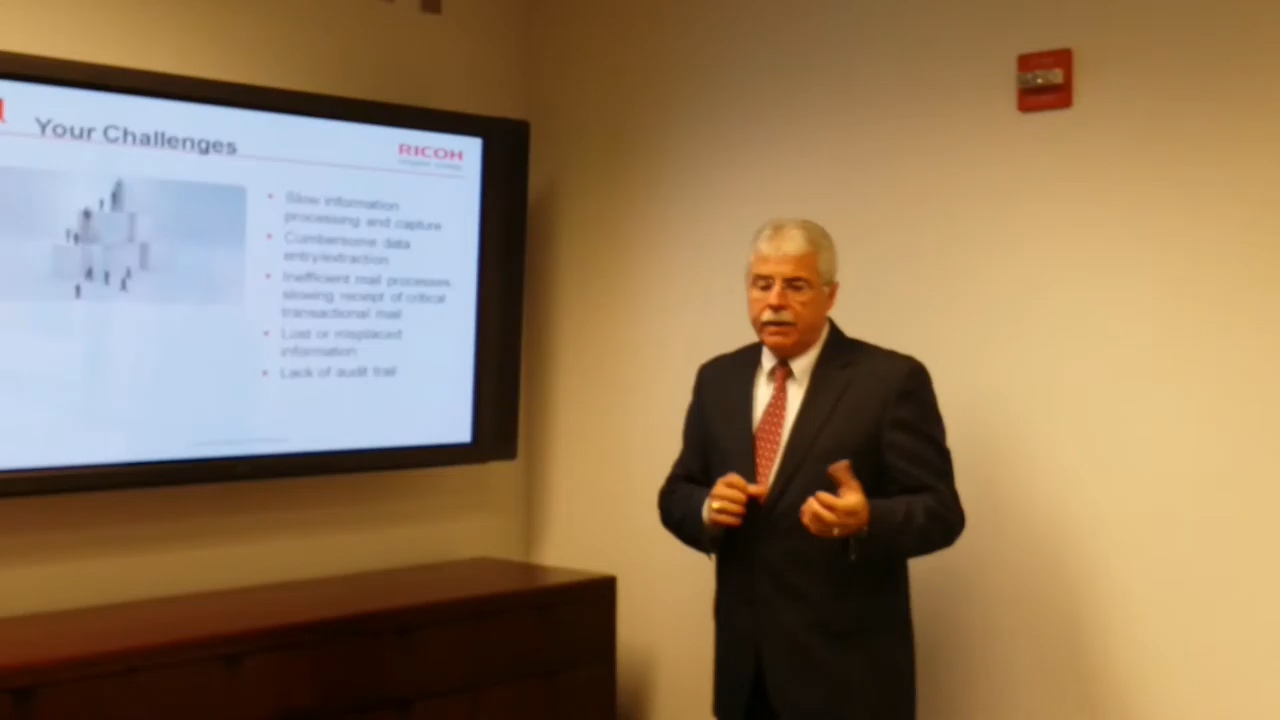 Your Challenges
RICOH
• Slow information
processing and capture
• Cumbersome data
entry/extraction
• Inefficient mail processes
slowing receipt of critical
transactional mail
• Lost or misplaced
information
• Lack of audit trail